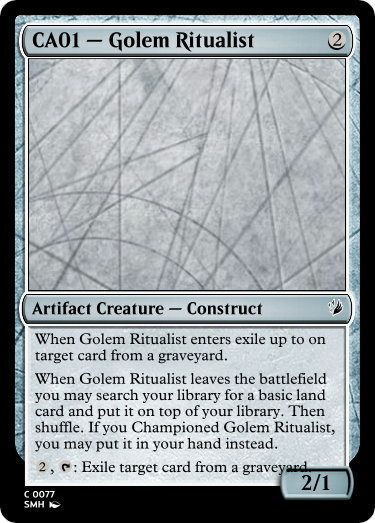 CA01 — Golem Ritualist 2
Artifact Creature — Construct
When Golem Ritualist enters exile up to on
target card from a graveyard.
When Golem Ritualist leaves the battlefield
you may search your library for a basic land
card and put it on top of your library. Then
shuffle. If you Championed Golem Ritualist,
you may put it in your hand instead.
2 , : Exile target card from a graveyard.
2/1
C 0077
SMH